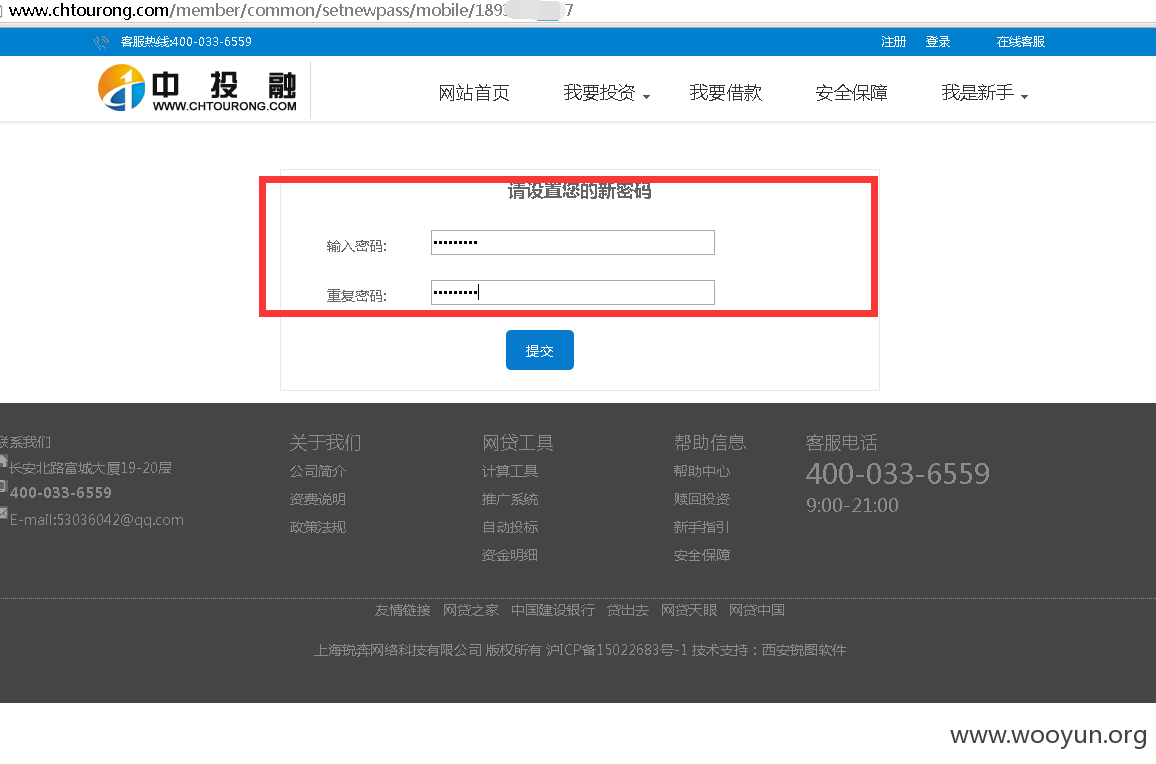 www.chtourong.com/member/common/setnewpass/mobile/189 7
客服热线:400-033-6559 注册 登录 在线客服
中投融
WWW.CHTOURONG.COM
网站首页 我要投资 我要借款 安全保障 我是新手
请设置您的新密码
输入密码:
重复密码:
提交
联系我们 关于我们 网贷工具 帮助信息 客服电话
长安北路富城大厦19-20层 公司简介 计算工具 帮助中心 400-033-6559
400-033-6559 资费说明 推广系统 赎回投资 9:00-21:00
E-mail:53036042@qq.com 政策法规 自动投标 新手指引
资金明细 安全保障
友情链接 网贷之家 中国建设银行 贷出去 网贷天眼 网贷中国
上海锐奔网络科技有限公司 版权所有 沪ICP备15022683号-1 技术支持：西安锐图软件
www.wooyun.org